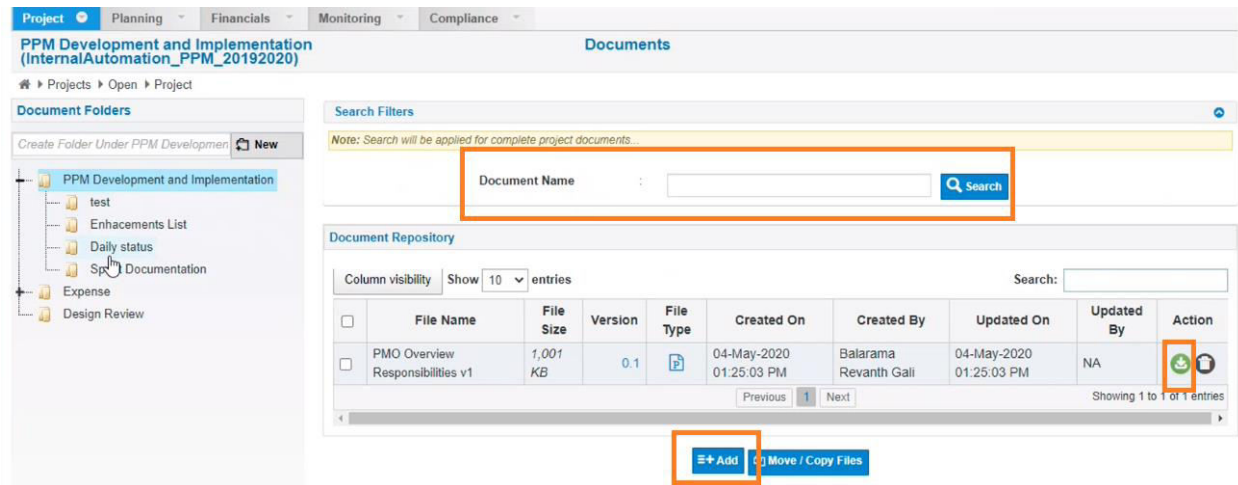 Project Planning Financials Monitoring Compliance
PPM Development and Implementation
(InternalAutomation_PPM_20192020)
Documents
Projects Open Project
Document Folders
Create Folder Under PPM Developmen New
PPM Development and Implementation
test
Enhacements List
Daily status
Documentation
Expense
Design Review
Search Filters
Note: Search will be applied for complete project documents...
Document Name : Search
Document Repository
Column visibility Show 10 entries Search:
File Name File Size Version File Type Created On Created By Updated On Updated By Action
PMO Overview Responsibilities v1 1,001 KB 0.1 P 04-May-2020 01:25:03 PM Balarama Revanth Gali 04-May-2020 01:25:03 PM NA
Previous 1 Next Showing 1 to 1 of 1 entries
Add Move / Copy Files